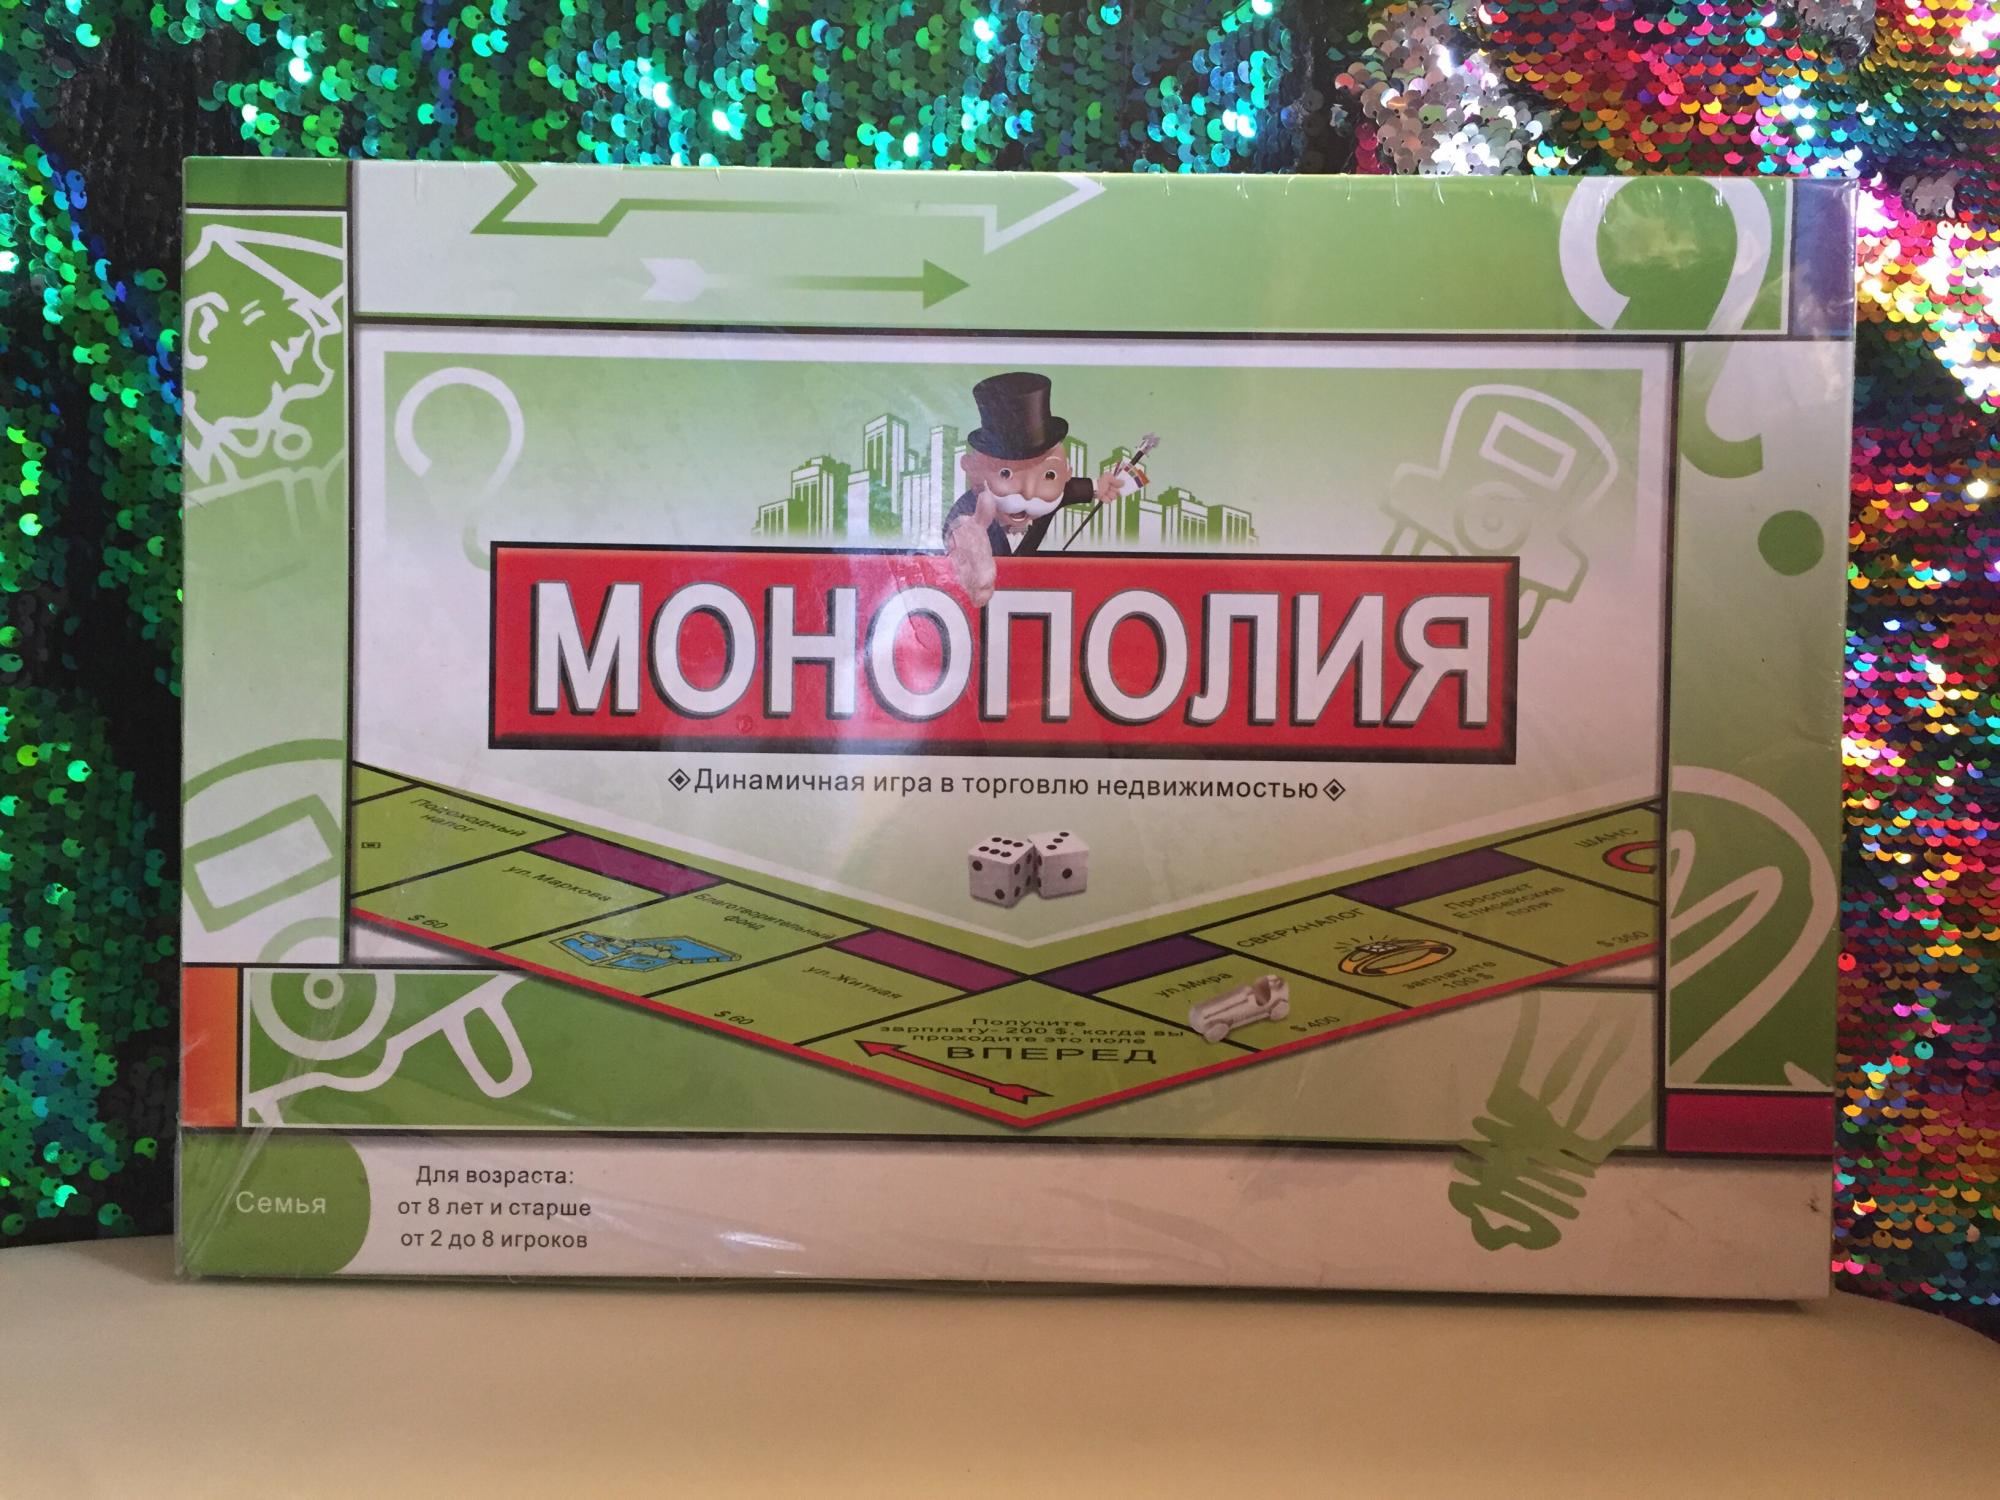 МОНОПОЛИЯ
Динамичная игра в торговлю недвижимостью
Подоходный
налог
ул. Маркова
$ 60
Благотворительный
фонд
ул. Житная
$ 60
Получите
зарплату- 200 $, когда вы
проходите это поле
ВПЕРЕД
ул. Мира
$ 400
СВЕРХНАЛОГ
заплатите
100 $
Проспект
Елисейские
поля
$ 350
ШАНС
Семья
Для возраста:
от 8 лет и старше
от 2 до 8 игроков